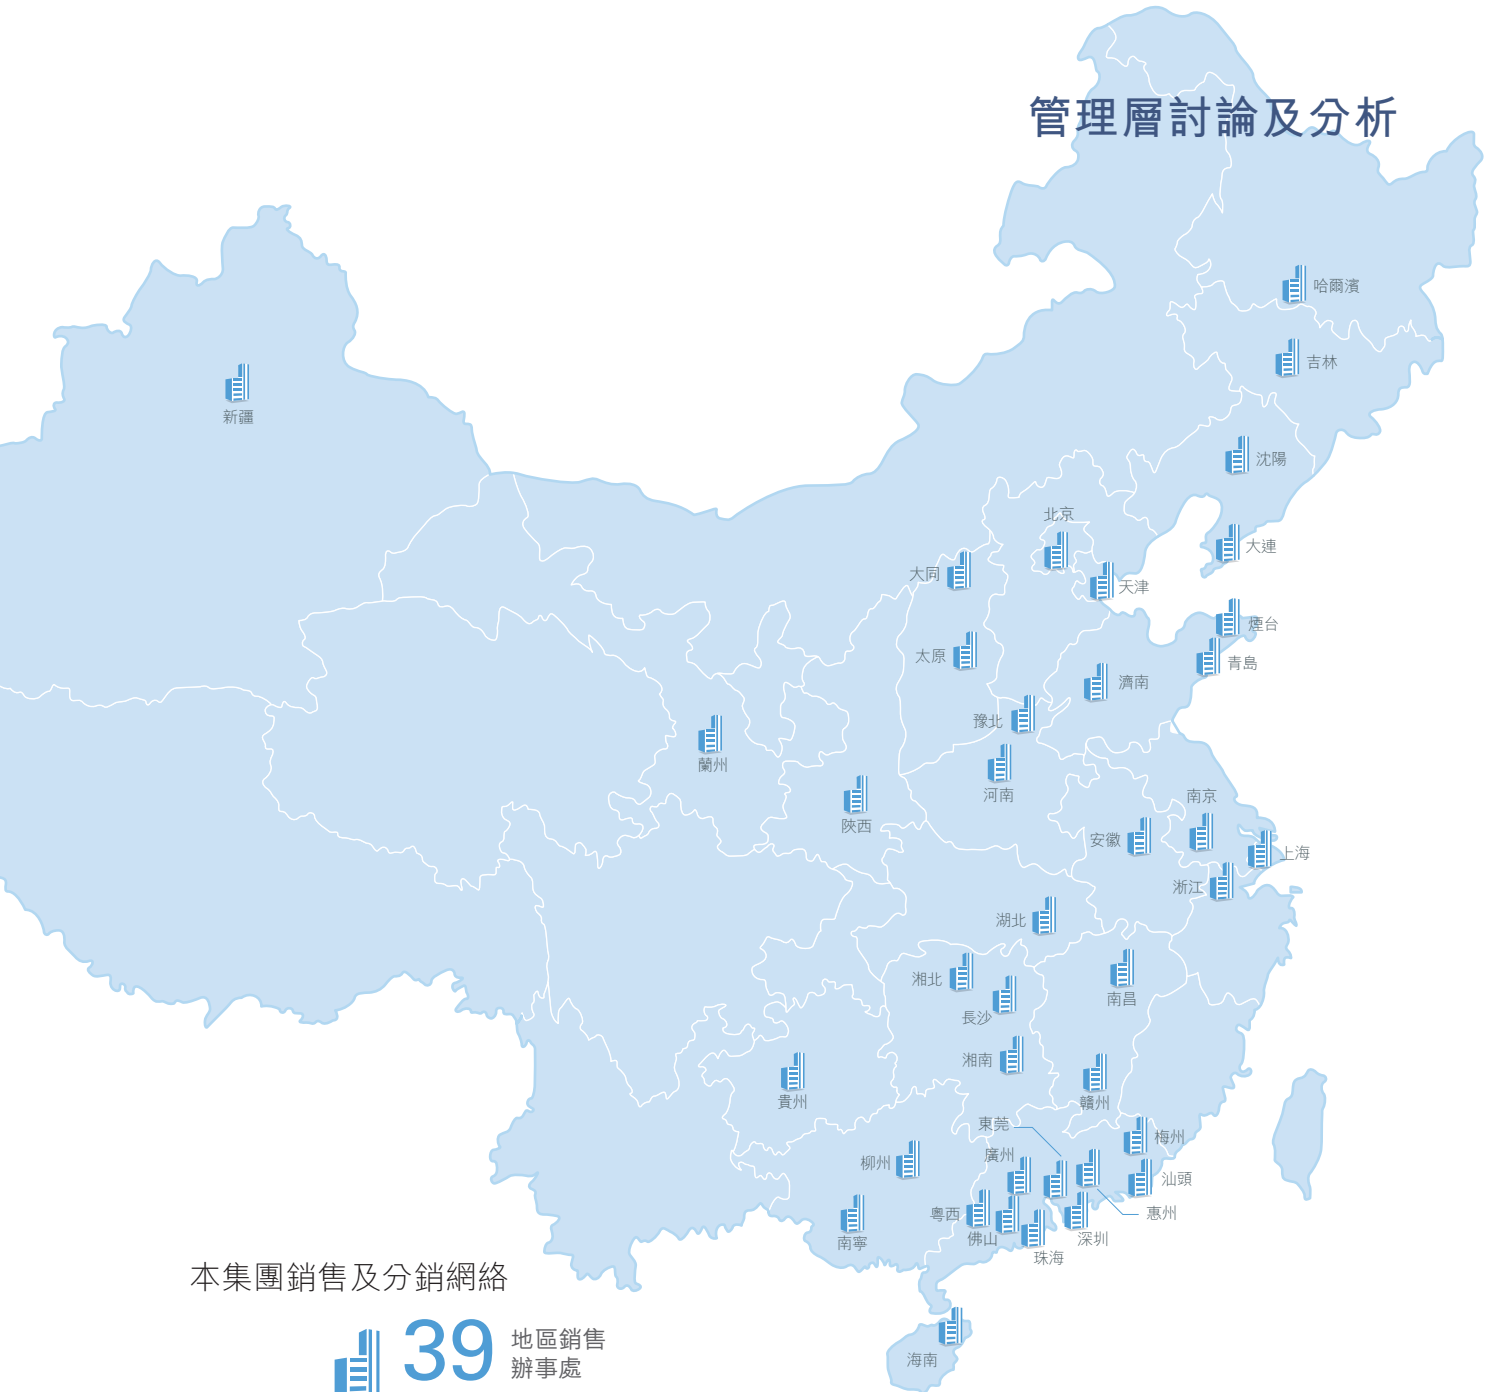 管理層討論及分析
哈爾濱
吉林
新疆
沈陽
北京
大連
大同
天津
煙台
太原
青島
濟南
豫北
蘭州
河南
南京
陝西
安徽
上海
淅江
湖北
湘北
南昌
長沙
湘南
貴州
贛州
東莞
梅州
廣州
柳州
汕頭
粵西
惠州
佛山
深圳
南寧
珠海
本集團銷售及分銷網絡
39
地區銷售
辦事處
海南